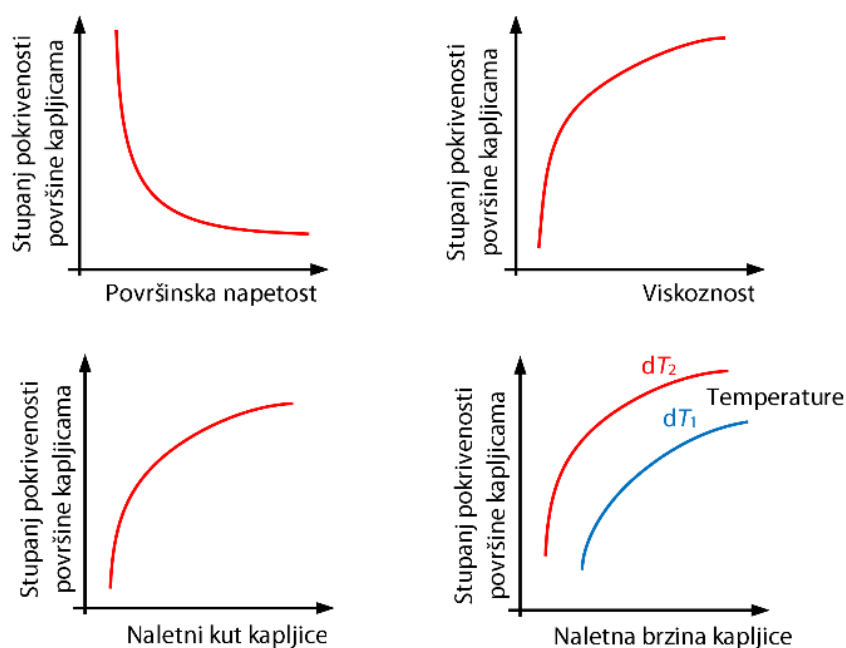 Stupanj pokrivenosti
površine kapljicama
Površinska napetost
Stupanj pokrivenosti
površine kapljicama
Viskoznost
Stupanj pokrivenosti
površine kapljicama
Naletni kut kapljice
Stupanj pokrivenosti
površine kapljicama
dT2
Temperature
dT1
Naletna brzina kapljice